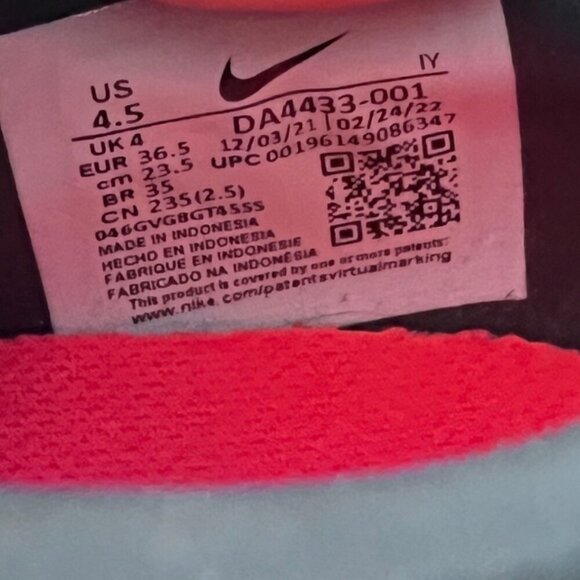 US
4.5
IY
UK 4
EUR 36.5
cm 23.5
BR 35
CN 235(2.5)
DA4433-001
12/03/21 | 02/24/22
UPC 00196149086347
046GVGBGT4SSS
MADE IN INDONESIA
HECHO EN INDONESIA
FABRIQUE EN INDONESIE
FABRICADO NA INDONÉSIA
This product is covered by one or more patents:
www.nike.com/patentsvirtualmarking